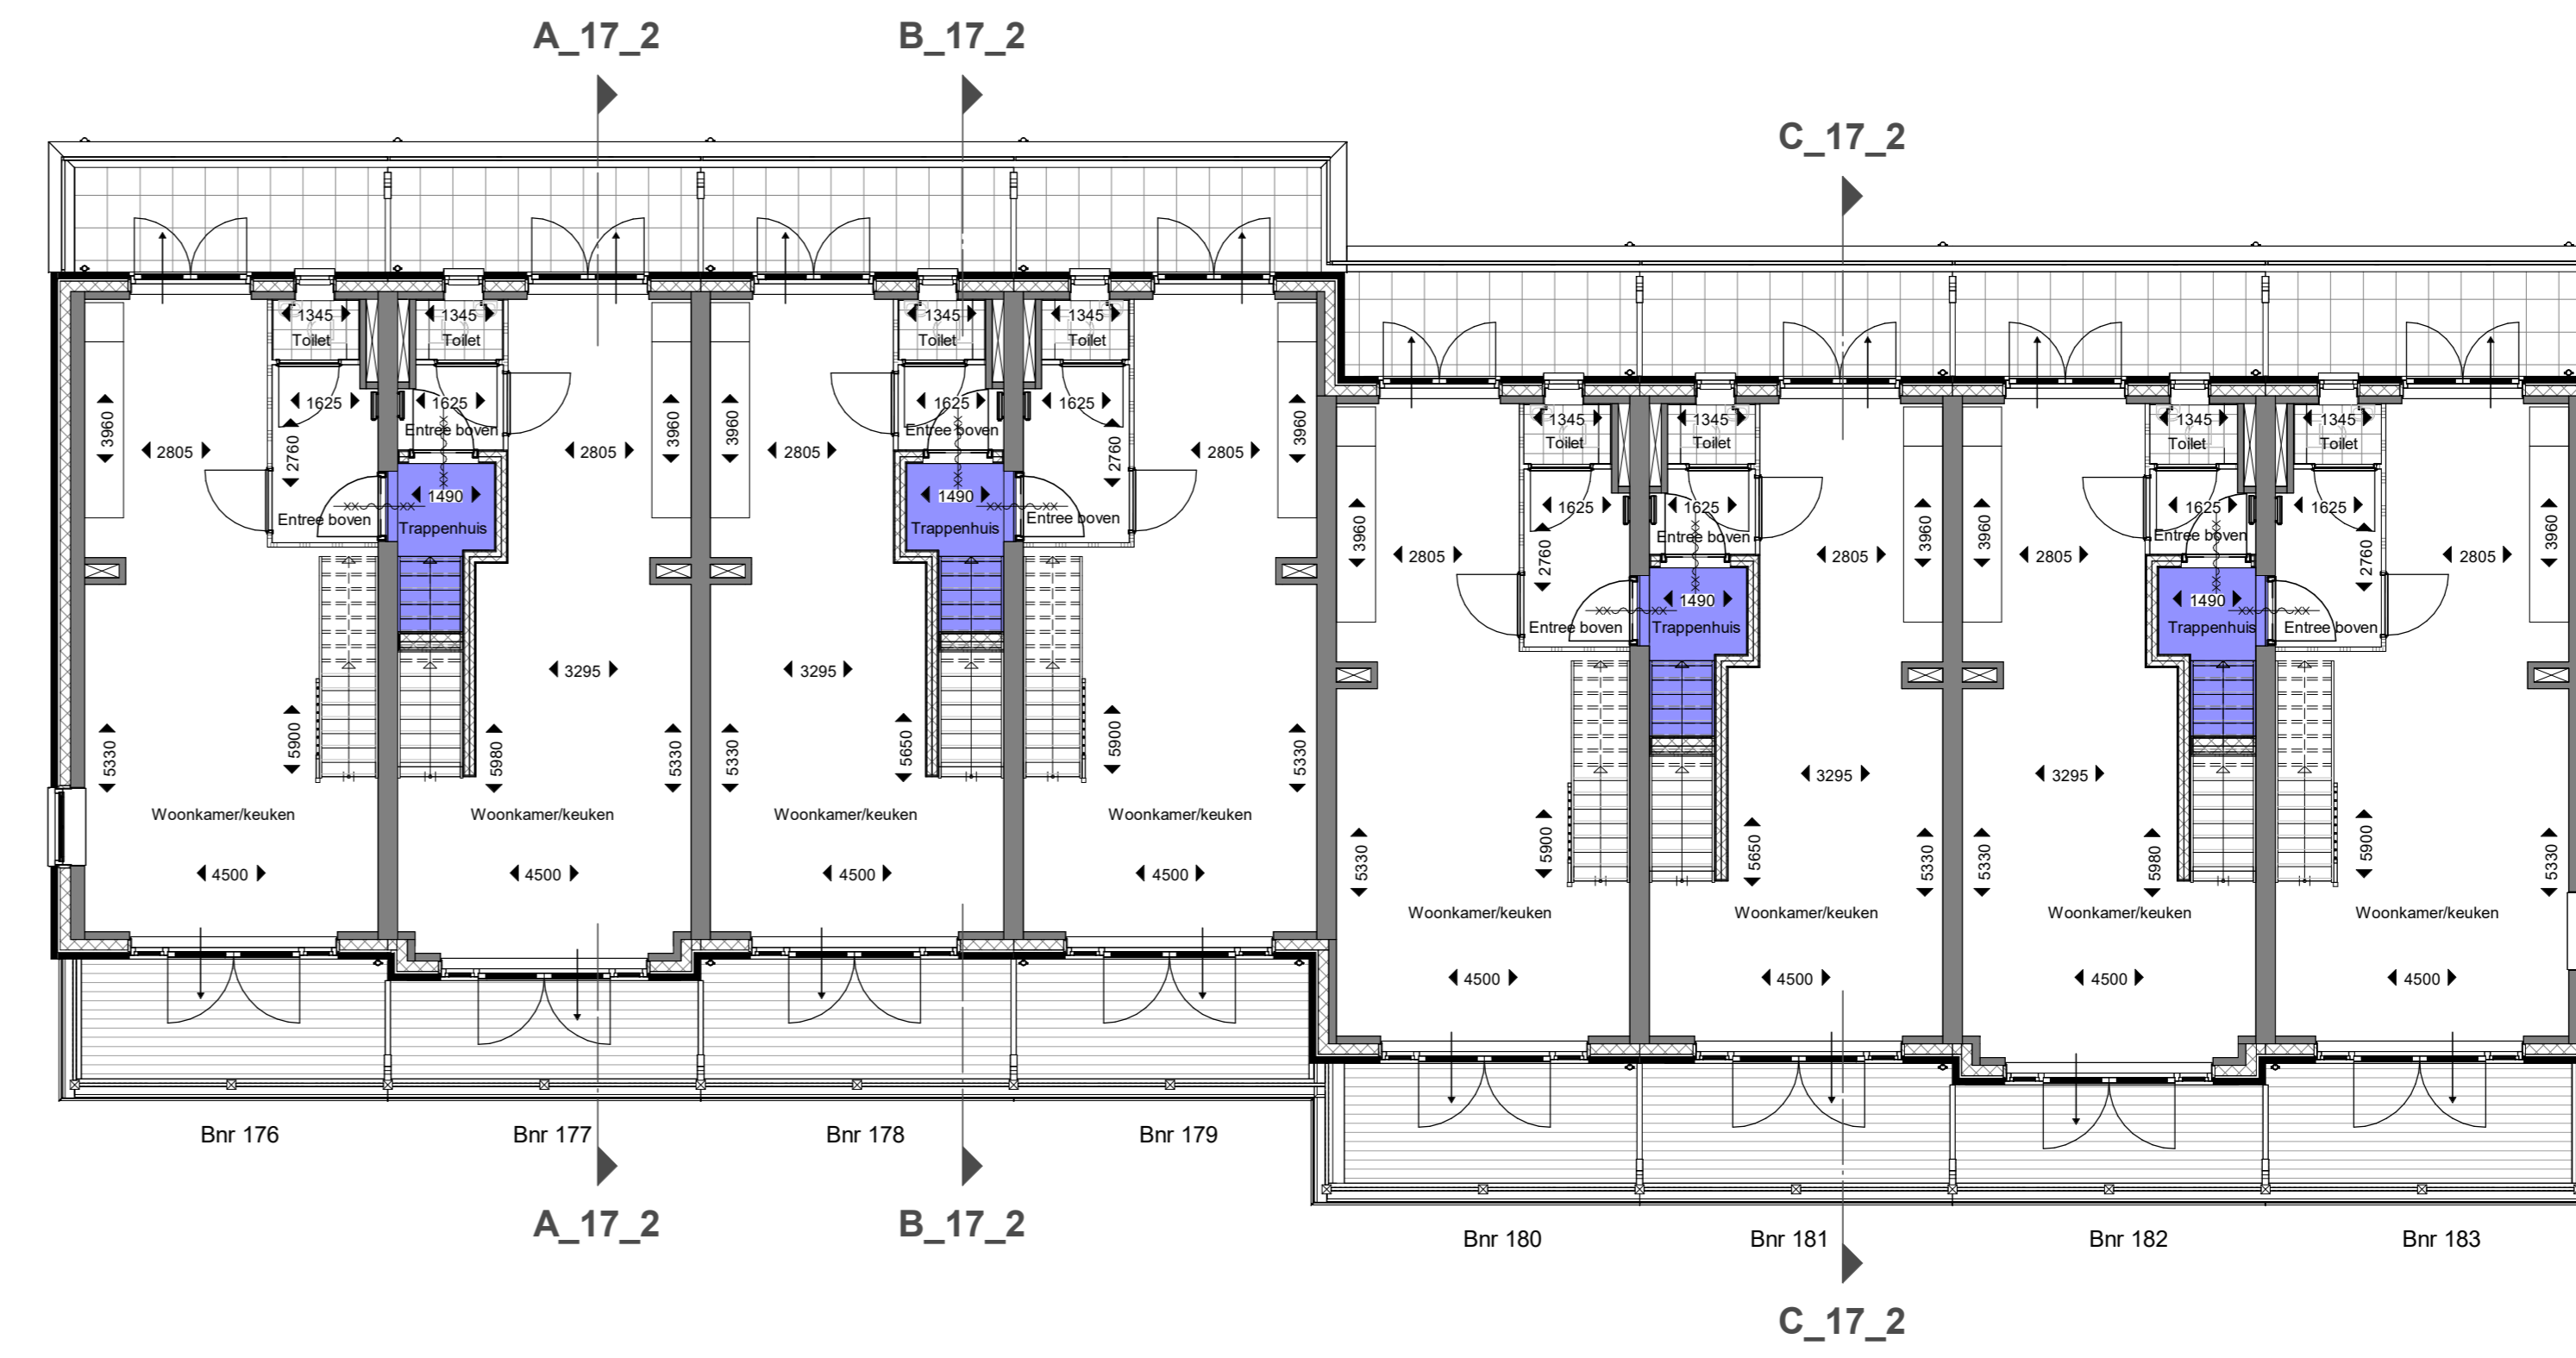 A_17_2
B_17_2
C_17_2
1345
Toilet
1345
Toilet
1345
Toilet
1345
Toilet
1625
1625
1625
1625
Entree boven
Entree boven
3960
2805
2760
2805
3960
3960
2805
2760
2805
3960
1490
Trappenhuis
Entree boven
1490
Trappenhuis
Entree boven
3295
3295
5330
5900
5980
5330
5330
5650
5900
5330
Woonkamer/keuken
Woonkamer/keuken
Woonkamer/keuken
Woonkamer/keuken
4500
4500
4500
4500
1345
Toilet
1345
Toilet
1345
Toilet
1345
Toilet
1625
1625
1625
1625
Entree boven
Entree boven
3960
2805
2760
2805
3960
3960
2805
2760
2805
3960
1490
Trappenhuis
Entree boven
1490
Trappenhuis
Entree boven
3295
3295
5330
5900
5650
5330
5330
5980
5900
5330
Woonkamer/keuken
Woonkamer/keuken
Woonkamer/keuken
Woonkamer/keuken
4500
4500
4500
4500
Bnr 176
Bnr 177
Bnr 178
Bnr 179
A_17_2
B_17_2
Bnr 180
Bnr 181
Bnr 182
Bnr 183
C_17_2